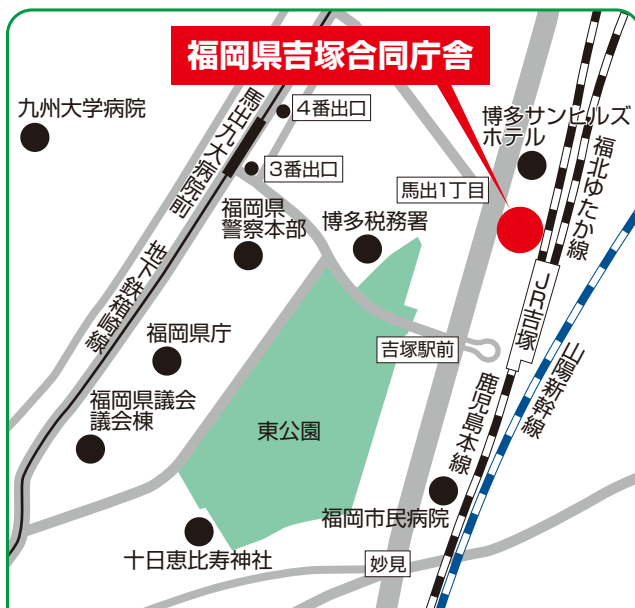 福岡県吉塚合同庁舎
九州大学病院
馬出九大病院前
4番出口
3番出口
博多サンヒルズ
ホテル
馬出1丁目
福北ゆたか線
福岡県
警察本部
博多税務署
地下鉄箱崎線
JR吉塚
吉塚駅前
山陽新幹線
福岡県庁
鹿児島本線
福岡県議会
議会棟
東公園
福岡市民病院
十日恵比寿神社
妙見